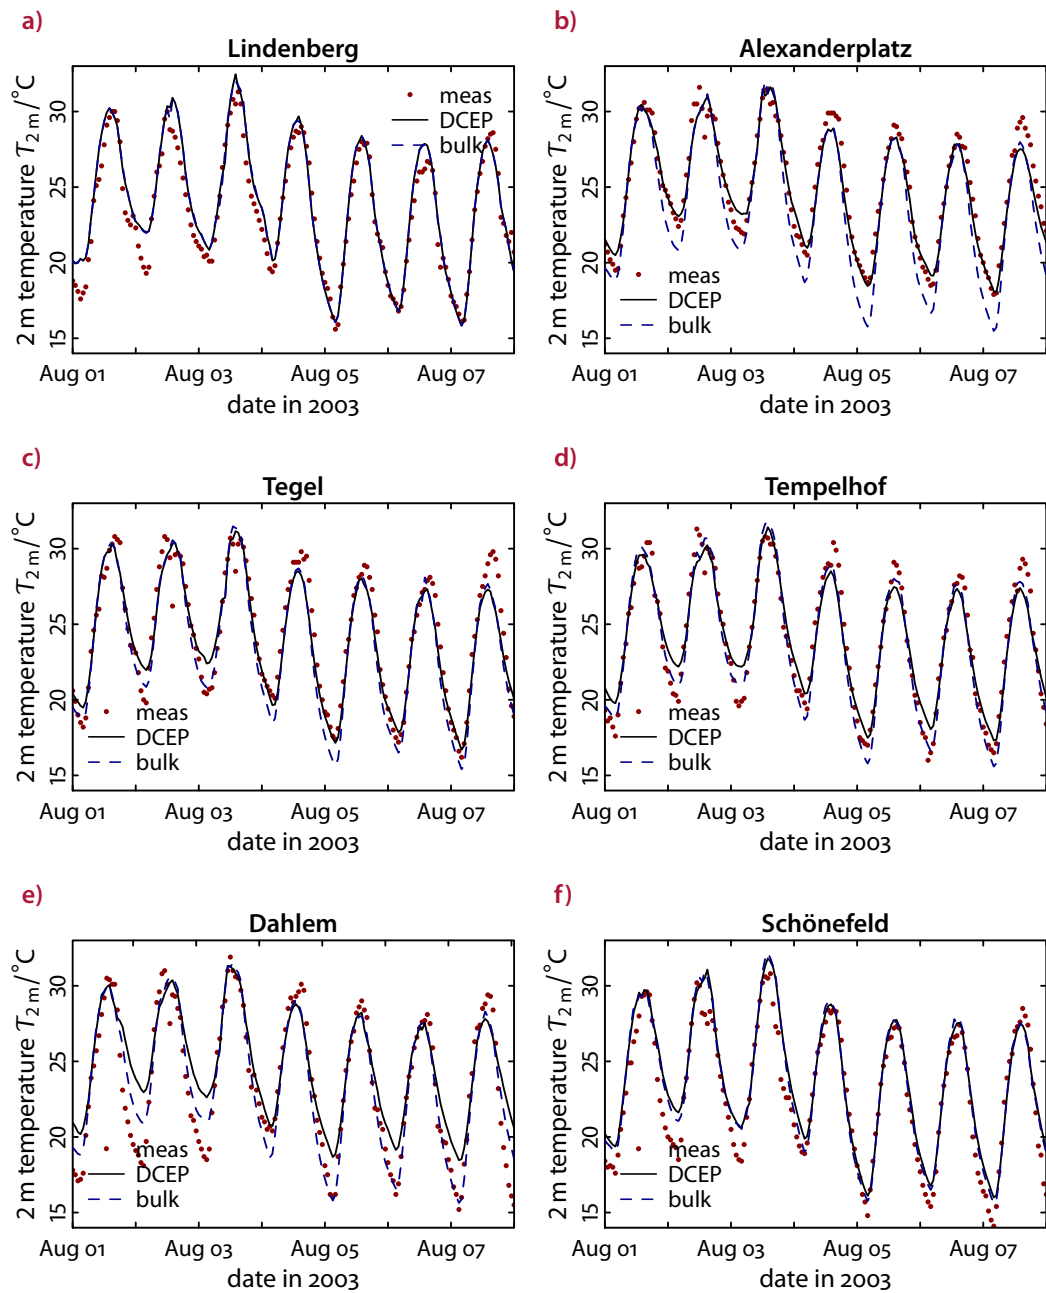 a)
Lindenberg
2 m temperature T2 m/°C
30
25
20
15
meas
DCEP
bulk
Aug 01
Aug 03
Aug 05
Aug 07
date in 2003
b)
Alexanderplatz
2 m temperature T2 m/°C
30
25
20
15
meas
DCEP
bulk
Aug 01
Aug 03
Aug 05
Aug 07
date in 2003
c)
Tegel
2 m temperature T2 m/°C
30
25
20
15
meas
DCEP
bulk
Aug 01
Aug 03
Aug 05
Aug 07
date in 2003
d)
Tempelhof
2 m temperature T2 m/°C
30
25
20
15
meas
DCEP
bulk
Aug 01
Aug 03
Aug 05
Aug 07
date in 2003
e)
Dahlem
2 m temperature T2 m/°C
30
25
20
15
meas
DCEP
bulk
Aug 01
Aug 03
Aug 05
Aug 07
date in 2003
f)
Schönefeld
2 m temperature T2 m/°C
30
25
20
15
meas
DCEP
bulk
Aug 01
Aug 03
Aug 05
Aug 07
date in 2003